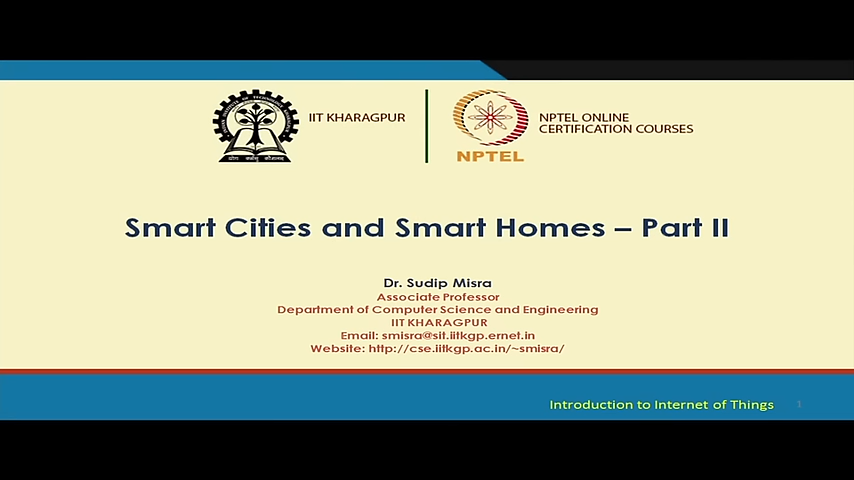 IIT KHARAGPUR
NPTEL ONLINE
CERTIFICATION COURSES
NPTEL
Smart Cities and Smart Homes – Part II
Dr. Sudip Misra
Associate Professor
Department of Computer Science and Engineering
IIT KHARAGPUR
Email: smisra@sit.iitkgp.ernet.in
Website: http://cse.iitkgp.ac.in/~smisra/
Introduction to Internet of Things
1